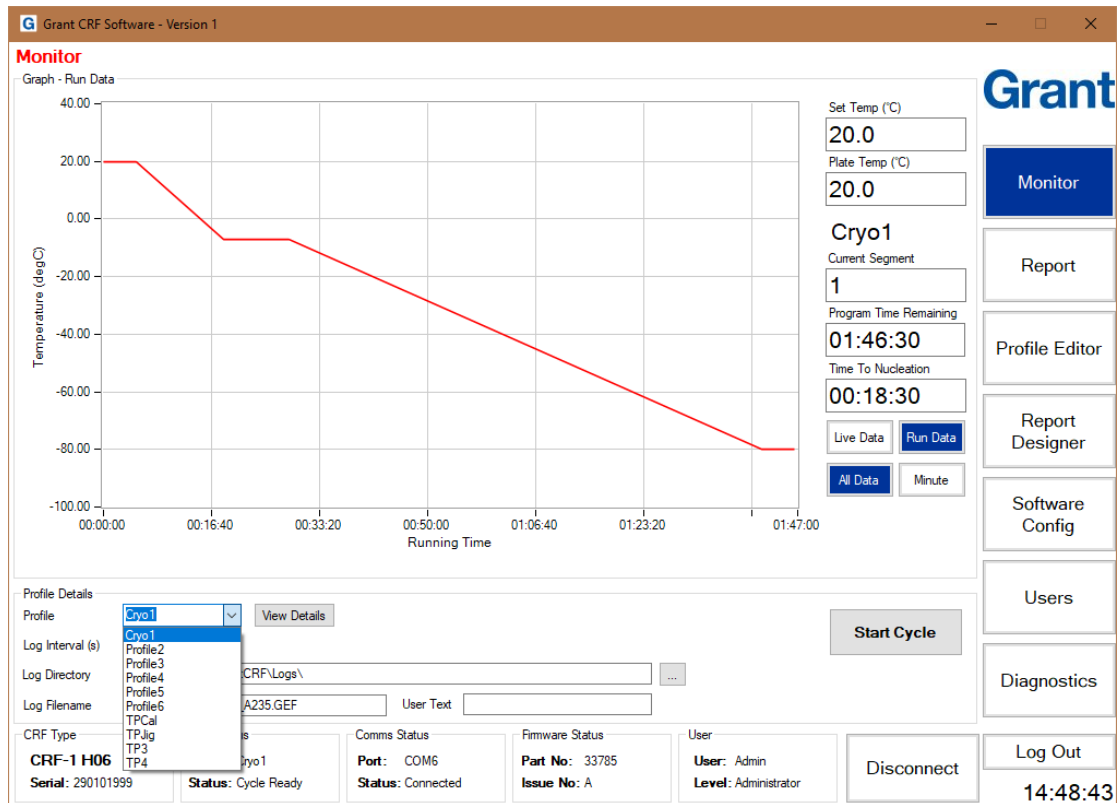 G Grant CRF Software - Version 1
Monitor
Graph - Run Data
40.00
20.00
0.00
-20.00
-40.00
-60.00
-80.00
-100.00
Temperature (degC)
00:00:00 00:16:40 00:33:20 00:50:00 01:06:40 01:23:20 01:47:00
Running Time
Set Temp (°C)
20.0
Plate Temp (°C)
20.0
Cryo1
Current Segment
1
Program Time Remaining
01:46:30
Time To Nucleation
00:18:30
Live Data Run Data
All Data Minute
Grant
Monitor
Report
Profile Editor
Report
Designer
Software
Config
Users
Diagnostics
Log Out
14:48:43
Profile Details
Profile Cryo1 View Details
Cryo1
Profile2
Profile3
Profile4
Profile5
Profile6
TPCal
TPJig
TP3
TP4
Log Interval (s)
Log Directory CRF\Logs\ ...
Log Filename _A235.GEF User Text
Start Cycle
CRF Type
CRF-1 H06
Serial: 290101999
Cryo1
Status: Cycle Ready
Comms Status
Port: COM6
Status: Connected
Firmware Status
Part No: 33785
Issue No: A
User
User: Admin
Level: Administrator
Disconnect